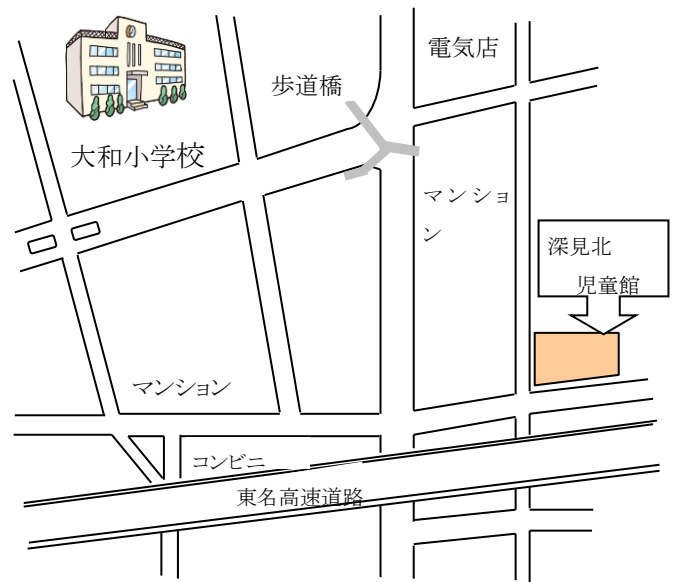 電気店
歩道橋
大和小学校
マンショ
ン
深見北
児童館
マンション
コンビニ
東名高速道路